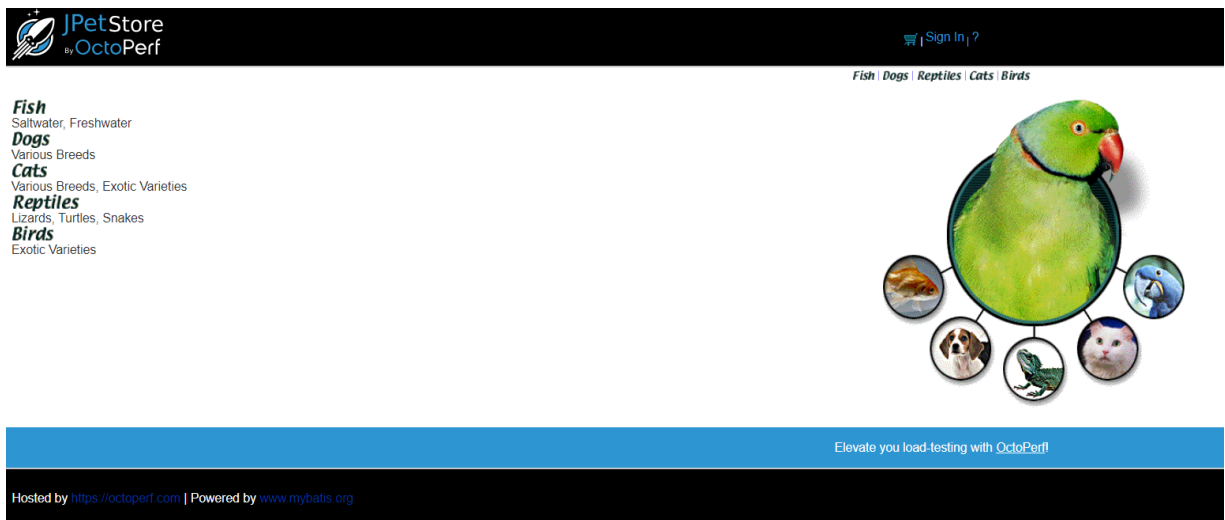 JPetStore
By OctoPerf
| Sign In | ?
Fish | Dogs | Reptiles | Cats | Birds
Fish
Saltwater, Freshwater
Dogs
Various Breeds
Cats
Various Breeds, Exotic Varieties
Reptiles
Lizards, Turtles, Snakes
Birds
Exotic Varieties
Elevate you load-testing with OctoPerf!
Hosted by https://octoperf.com | Powered by www.mybatis.org